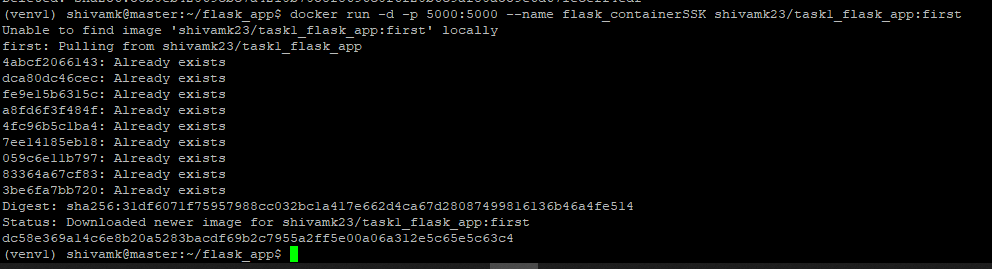 (venv1) shivamk@master:~/flask_app$ docker run -d -p 5000:5000 --name flask_containerSSK shivamk23/task1_flask_app:first
Unable to find image 'shivamk23/task1_flask_app:first' locally
first: Pulling from shivamk23/task1_flask_app
4abcf2066143: Already exists
dca80dc46cec: Already exists
fe9e15b6315c: Already exists
a8fd6f3f484f: Already exists
4fc96b5c1ba4: Already exists
7ee14185eb18: Already exists
059c6e11b797: Already exists
83364a67cf83: Already exists
3be6fa7bb720: Already exists
Digest: sha256:31df6071f75957988cc032bc1a417e662d4ca67d28087499816136b46a4fe514
Status: Downloaded newer image for shivamk23/task1_flask_app:first
dc58e369a14c6e8b20a5283bacdf69b2c7955a2ff5e00a06a312e5c65e5c63c4
(venv1) shivamk@master:~/flask_app$